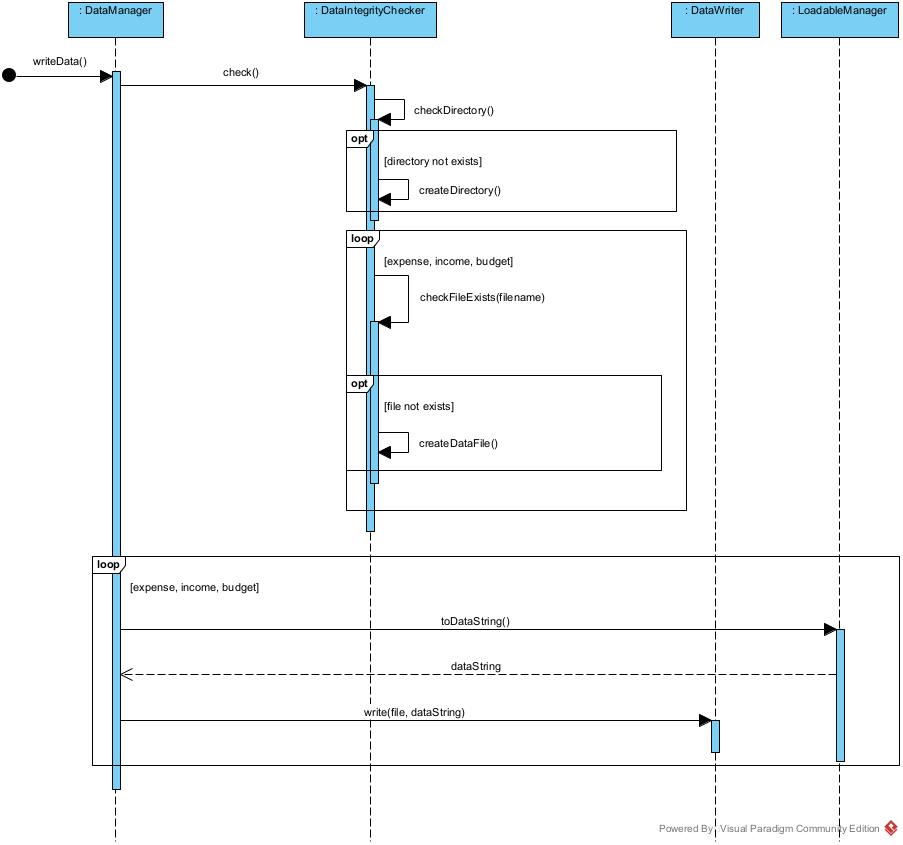 : DataManager
: DataIntegrityChecker
: DataWriter
: LoadableManager
writeData()
check()
checkDirectory()
opt
[directory not exists]
createDirectory()
loop
[expense, income, budget]
checkFileExists(filename)
opt
[file not exists]
createDataFile()
loop
[expense, income, budget]
toDataString()
dataString
write(file, dataString)
Powered By Visual Paradigm Community Edition